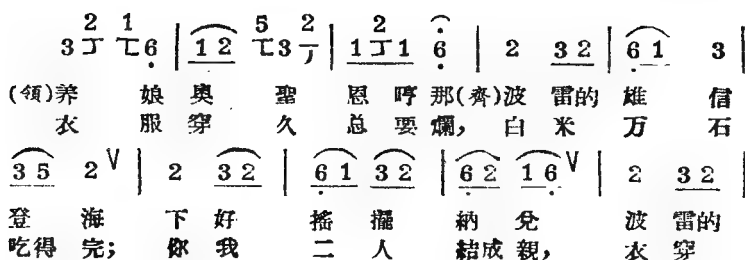 3 2 1 6 | 1 2 5 3 2 | 1 2 1 6 | 2 3 2 | 6 1 3 |
(领)养 娘 奥 聖 恩 哼 那(齐)波 雷的 雄 信
衣 服 穿 久 总 要 爛, 白 米 万 石
3 5 2 V | 2 3 2 | 6 1 3 2 | 6 2 1 6 V | 2 3 2 |
登 海 下 好 搖 擺 納 兌 波 雷的
吃得 完; 你 我 二 人 結成 親, 衣 穿